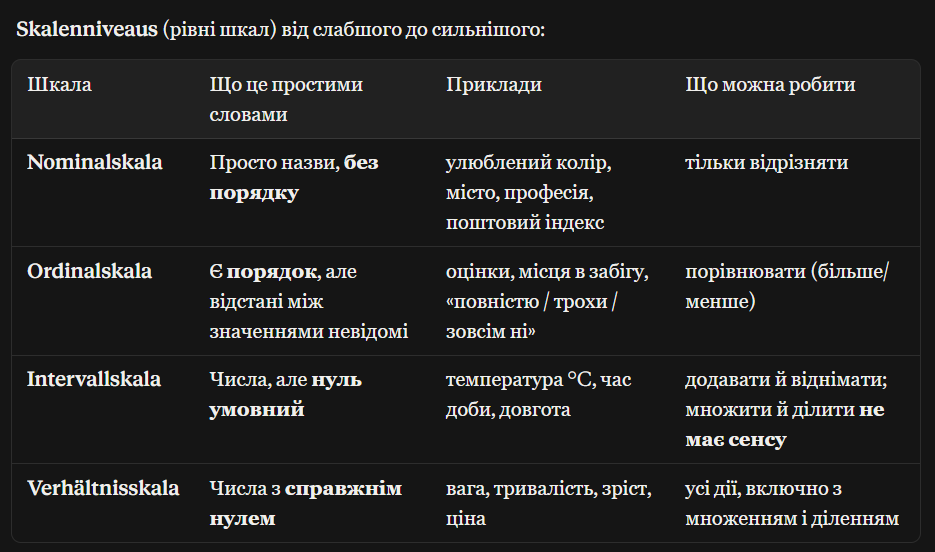 Skalenniveaus (рівні шкал) від слабшого до сильнішого:
Шкала
Що це простими
словами
Приклади
Що можна робити
Nominalskala
Просто назви, без
порядку
улюблений колір,
місто, професія,
поштовий індекс
тільки відрізняти
Ordinalskala
Є порядок, але
відстані між
значеннями невідомі
оцінки, місця в забігу,
«повністю / трохи /
зовсім ні»
порівнювати (більше/
менше)
Intervallskala
Числа, але нуль
умовний
температура °C, час
доби, довгота
додавати й віднімати;
множити й ділити не
має сенсу
Verhältnisskala
Числа з справжнім
нулем
вага, тривалість, зріст,
ціна
усі дії, включно з
множенням і діленням